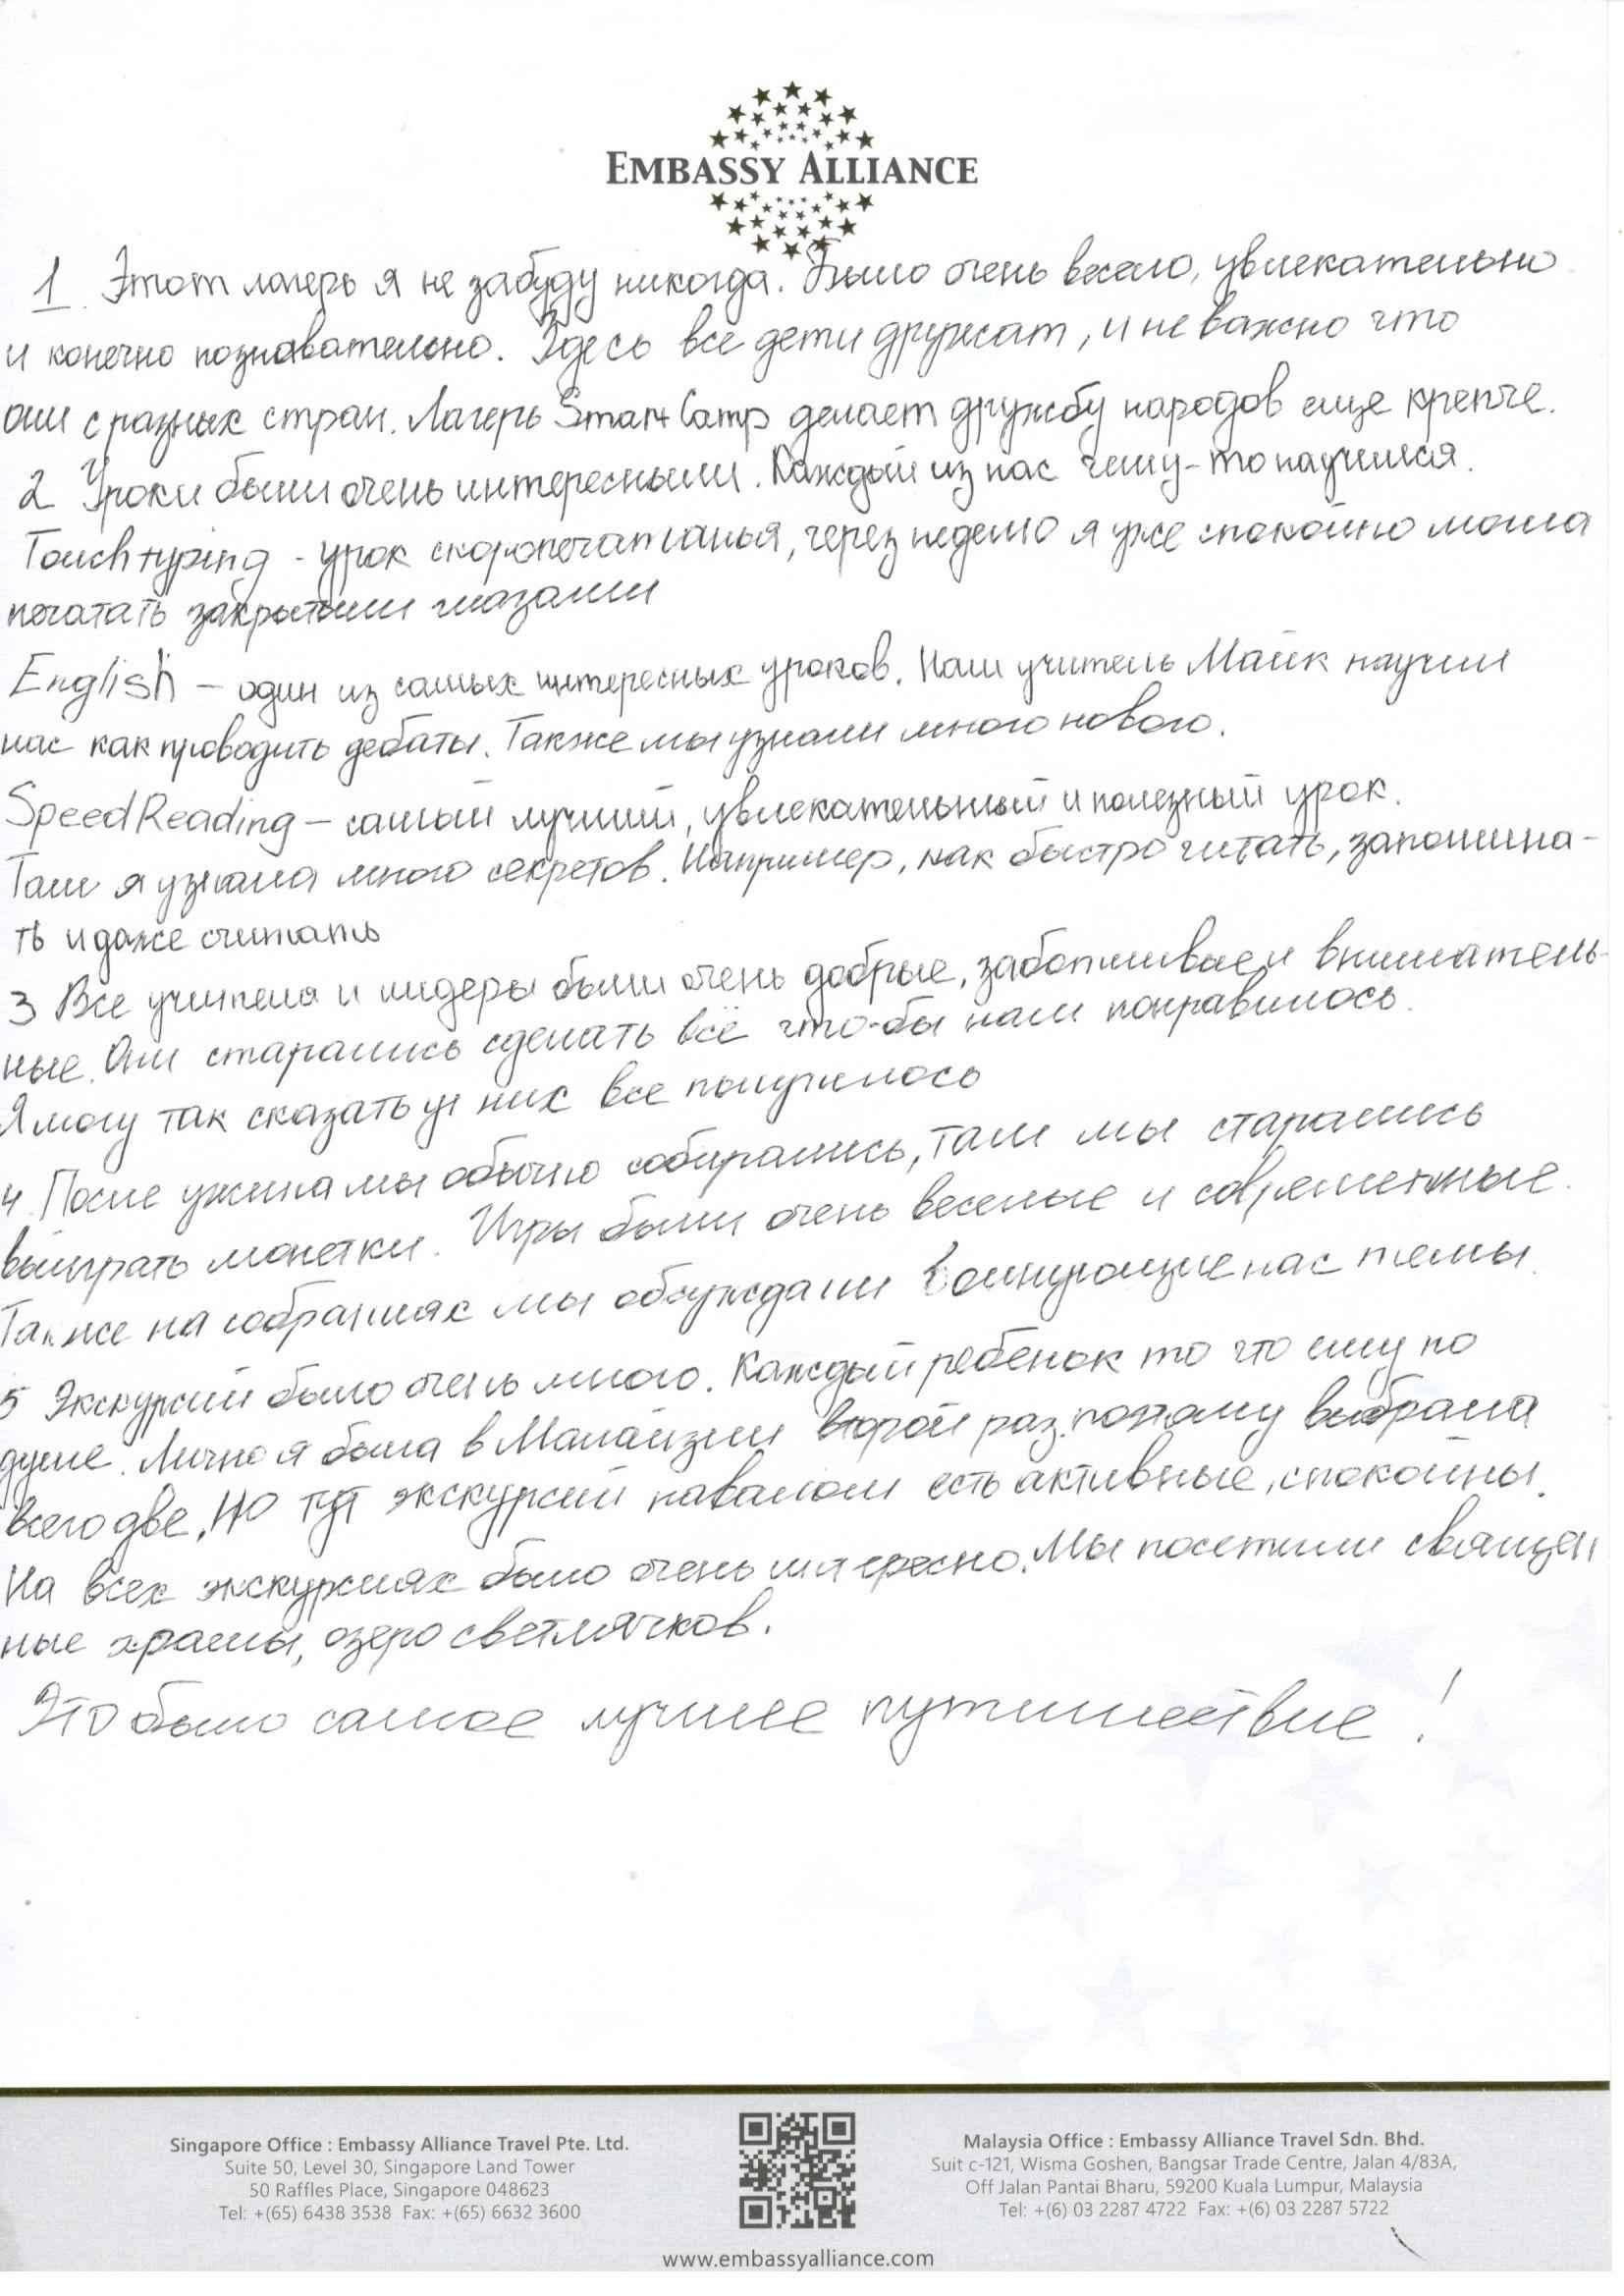 EMBASSY ALLIANCE
1. Этот лагерь я не забуду никогда. Было очень весело, увлекательно
и конечно познавательно. Здесь все дети дружат, и не важно что
они с разных стран. Лагерь Smart Camp делает дружбу народов еще крепче.
2 Уроки были очень интересными. Каждый из нас чему-то научился.
Touch typing - урок скоропечатанья, через неделю я уже спокойно могла
печатать закрытыми глазами
English – один из самых интересных уроков. Наш учитель Майк научил
нас как проводить дебаты. Также мы узнали много нового.
Speed Reading – самый лучший, увлекательный и полезный урок.
Там я узнала много секретов. Например, как быстро читать, запомина-
ть и даже считать
3 Все учителя и лидеры были очень добрые, заботливые и вниматель-
ные. Они старались сделать всё что-бы нам понравилось.
Я могу так сказать у них все получилось
4. После ужина мы обычно собирались, там мы старались
выиграть монетки. Игры были очень веселые и современные.
Также на собраниях мы обсуждали волнующие нас темы.
5 Экскурсий было очень много. Каждый ребенок то что ему по
душе. Лично я была в Малайзии второй раз. поэтому выбрала
всего две. Но тут экскурсий навалом есть активные, спокойны.
На всех экскурсиях было очень интересно. Мы посетили священ
ные храмы, озеро светлячков.
Это было самое лучшее путишествие!
Singapore Office : Embassy Alliance Travel Pte. Ltd.
Suite 50, Level 30, Singapore Land Tower
50 Raffles Place, Singapore 048623
Tel: +(65) 6438 3538 Fax: +(65) 6632 3600
Malaysia Office : Embassy Alliance Travel Sdn. Bhd.
Suit c-121, Wisma Goshen, Bangsar Trade Centre, Jalan 4/83A,
Off Jalan Pantai Bharu, 59200 Kuala Lumpur, Malaysia
Tel: +(6) 03 2287 4722 Fax: +(6) 03 2287 5722
www.embassyalliance.com